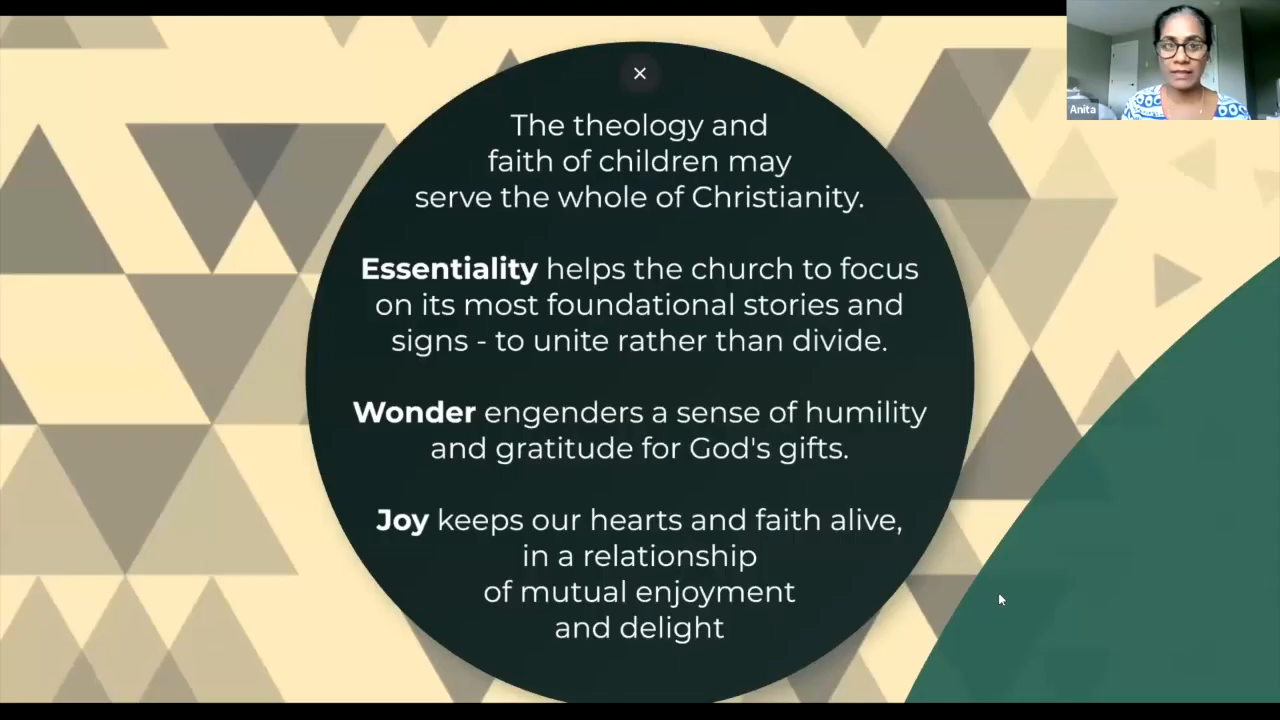 The theology and
faith of children may
serve the whole of Christianity.
Essentiality helps the church to focus
on its most foundational stories and
signs - to unite rather than divide.
Wonder engenders a sense of humility
and gratitude for God's gifts.
Joy keeps our hearts and faith alive,
in a relationship
of mutual enjoyment
and delight
Anita